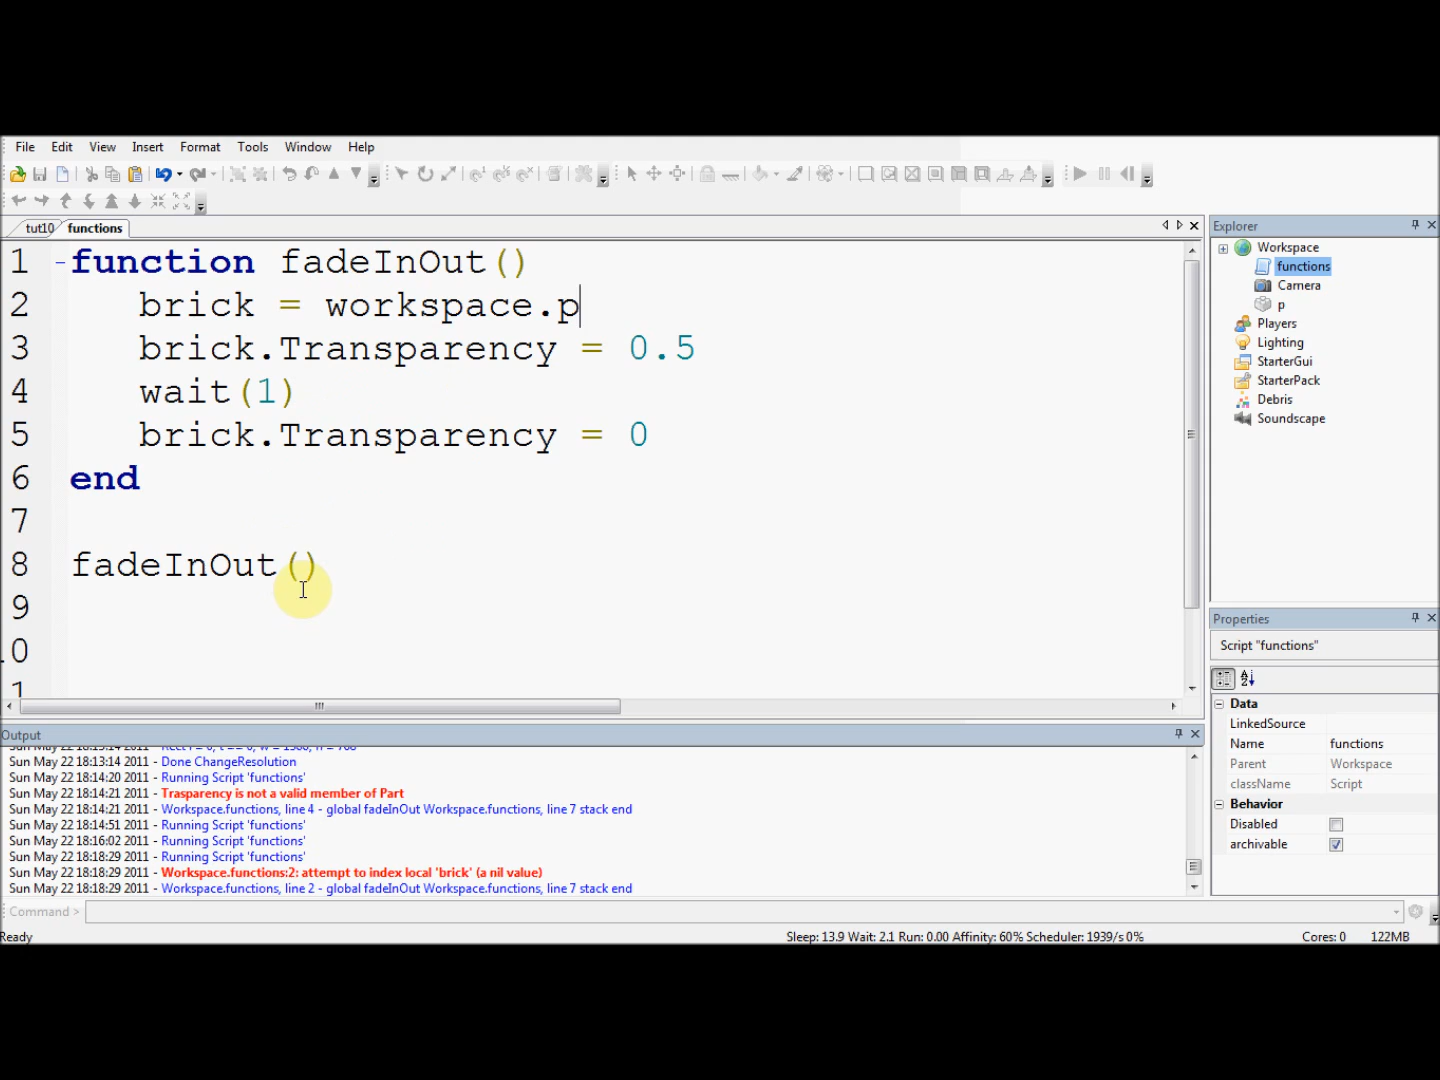 File Edit View Insert Format Tools Window Help
tut10 functions
1 function fadeInOut()
2 brick = workspace.p
3 brick.Transparency = 0.5
4 wait(1)
5 brick.Transparency = 0
6 end
7
8 fadeInOut()
9
10
1
Output
Sun May 22 18:13:14 2011 -
Sun May 22 18:13:14 2011 - Done ChangeResolution
Sun May 22 18:14:20 2011 - Running Script 'functions'
Sun May 22 18:14:21 2011 - Trasparency is not a valid member of Part
Sun May 22 18:14:21 2011 - Workspace.functions, line 4 - global fadeInOut Workspace.functions, line 7 stack end
Sun May 22 18:14:51 2011 - Running Script 'functions'
Sun May 22 18:16:02 2011 - Running Script 'functions'
Sun May 22 18:18:29 2011 - Running Script 'functions'
Sun May 22 18:18:29 2011 - Workspace.functions:2: attempt to index local 'brick' (a nil value)
Sun May 22 18:18:29 2011 - Workspace.functions, line 2 - global fadeInOut Workspace.functions, line 7 stack end
Command >
Ready
Sleep: 13.9 Wait: 2.1 Run: 0.00 Affinity: 60% Scheduler: 1939/s 0%
Cores: 0 122MB
Explorer
Workspace
functions
Camera
p
Players
Lighting
StarterGui
StarterPack
Debris
Soundscape
Properties
Script "functions"
Data
LinkedSource
Name functions
Parent Workspace
className Script
Behavior
Disabled
archivable